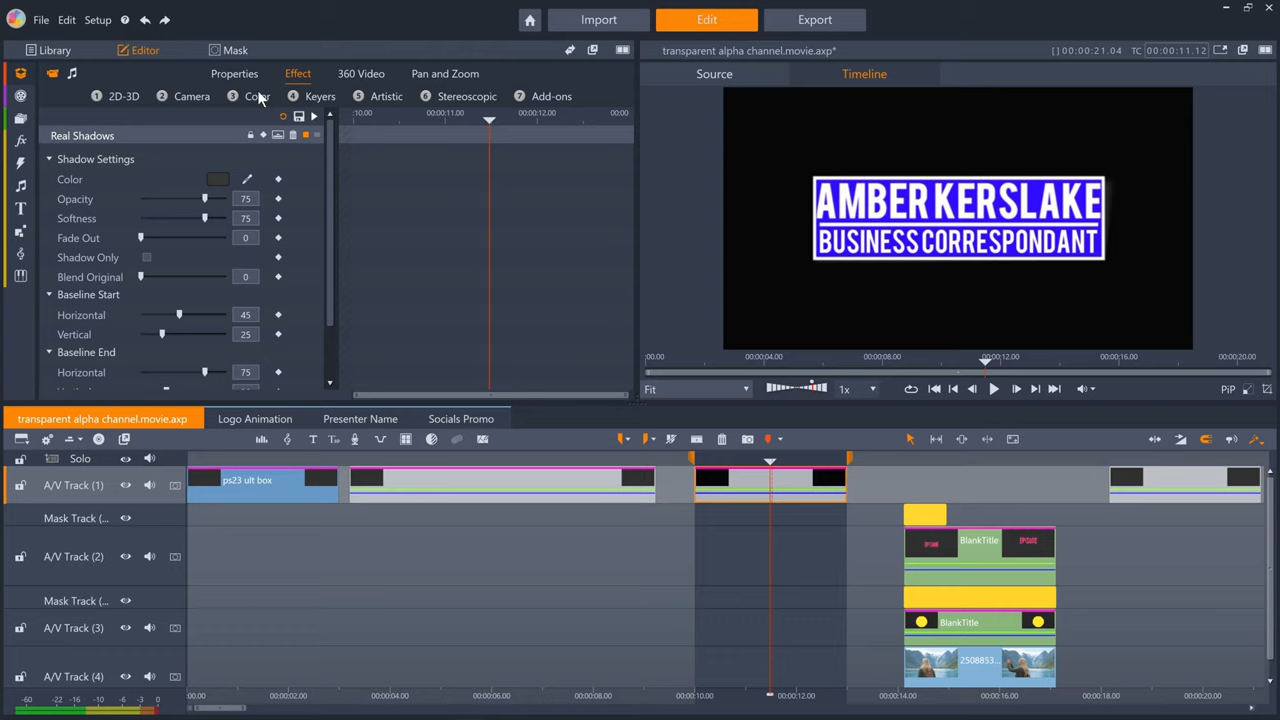 File Edit Setup
Import Edit Export
Library Editor Mask
transparent alpha channel.movie.axp* [ ] 00:00:21.04 TC 00:00:11.12
Properties Effect 360 Video Pan and Zoom
Source Timeline
1 2D-3D 2 Camera 3 Color 4 Keyers 5 Artistic 6 Stereoscopic 7 Add-ons
:10.00 00:00:11.00 00:00:12.00 00:00
Real Shadows
Shadow Settings
Color
Opacity 75
Softness 75
Fade Out 0
Shadow Only
Blend Original 0
Baseline Start
Horizontal 45
Vertical 25
Baseline End
Horizontal 75
AMBER KERSLAKE
BUSINESS CORRESPONDANT
:00.00 00:00:04.00 00:00:08.00 00:00:12.00 00:00:16.00 00:00:20.00
Fit 1x PiP
transparent alpha channel.movie.axp Logo Animation Presenter Name Socials Promo
Solo
A/V Track (1) ps23 ult box
Mask Track (...
A/V Track (2) BlankTitle
Mask Track (...
A/V Track (3) BlankTitle
A/V Track (4) 2508853...
-60 -22 -16 -10 -6 -3 0
:00.00 00:00:02.00 00:00:04.00 00:00:06.00 00:00:08.00 00:00:10.00 00:00:12.00 00:00:14.00 00:00:16.00 00:00:18.00 00:00:20.00